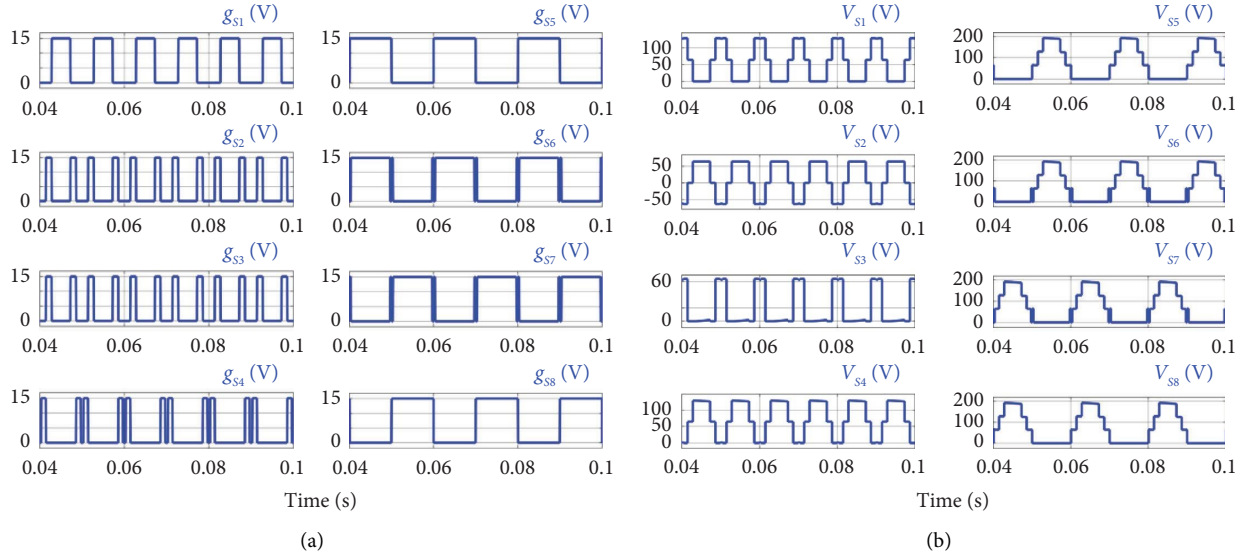 g_S1 (V)
15
0
0.04 0.06 0.08 0.1
g_S5 (V)
15
0
0.04 0.06 0.08 0.1
g_S2 (V)
15
0
0.04 0.06 0.08 0.1
g_S6 (V)
15
0
0.04 0.06 0.08 0.1
g_S3 (V)
15
0
0.04 0.06 0.08 0.1
g_S7 (V)
15
0
0.04 0.06 0.08 0.1
g_S4 (V)
15
0
0.04 0.06 0.08 0.1
g_S8 (V)
15
0
0.04 0.06 0.08 0.1
Time (s)
(a)
V_S1 (V)
100
50
0
0.04 0.06 0.08 0.1
V_S5 (V)
200
100
0
0.04 0.06 0.08 0.1
V_S2 (V)
50
0
-50
0.04 0.06 0.08 0.1
V_S6 (V)
200
100
0
0.04 0.06 0.08 0.1
V_S3 (V)
60
0
0.04 0.06 0.08 0.1
V_S7 (V)
200
100
0
0.04 0.06 0.08 0.1
V_S4 (V)
100
50
0
0.04 0.06 0.08 0.1
V_S8 (V)
200
100
0
0.04 0.06 0.08 0.1
Time (s)
(b)